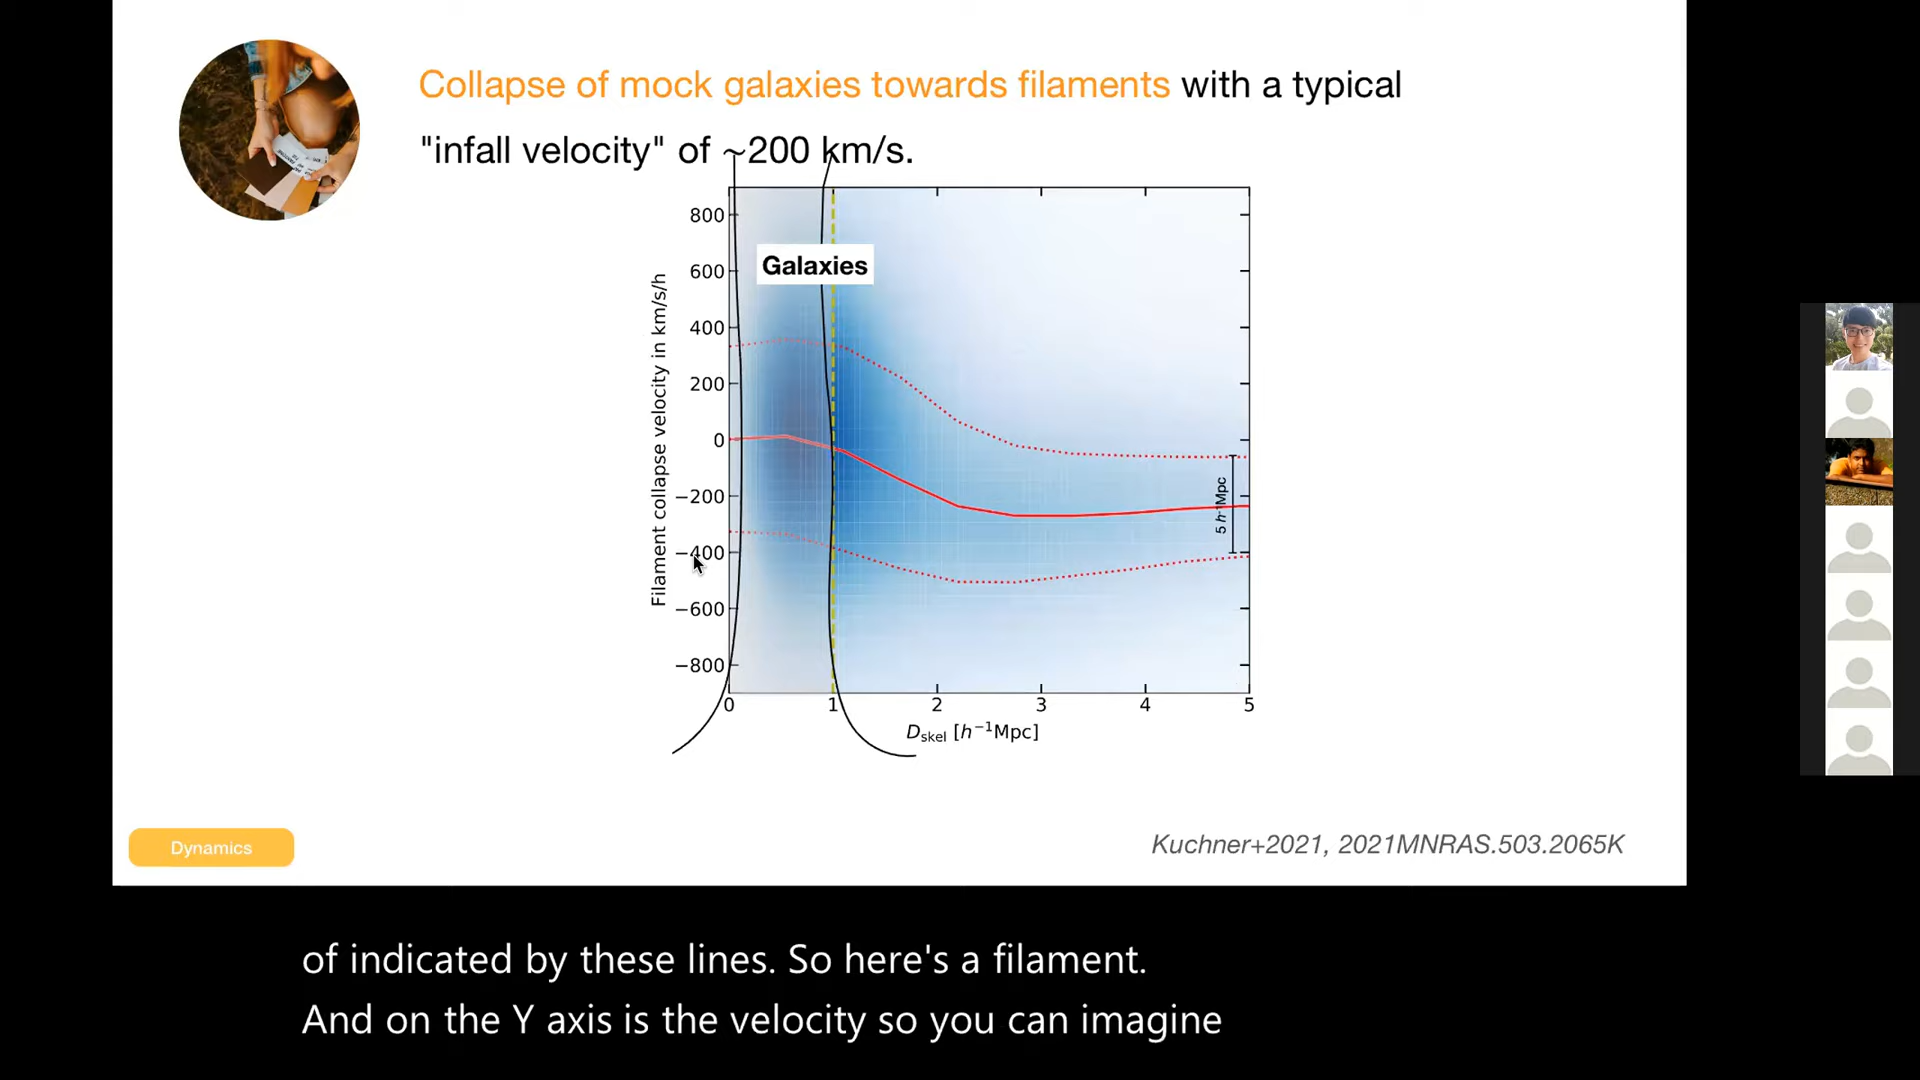 Collapse of mock galaxies towards filaments with a typical
"infall velocity" of ~200 km/s.
Galaxies
Filament collapse velocity in km/s/h
800
600
400
200
0
−200
−400
−600
−800
5 h⁻¹Mpc
0 1 2 3 4 5
Dskel [h⁻¹Mpc]
Dynamics
Kuchner+2021, 2021MNRAS.503.2065K
of indicated by these lines. So here's a filament.
And on the Y axis is the velocity so you can imagine